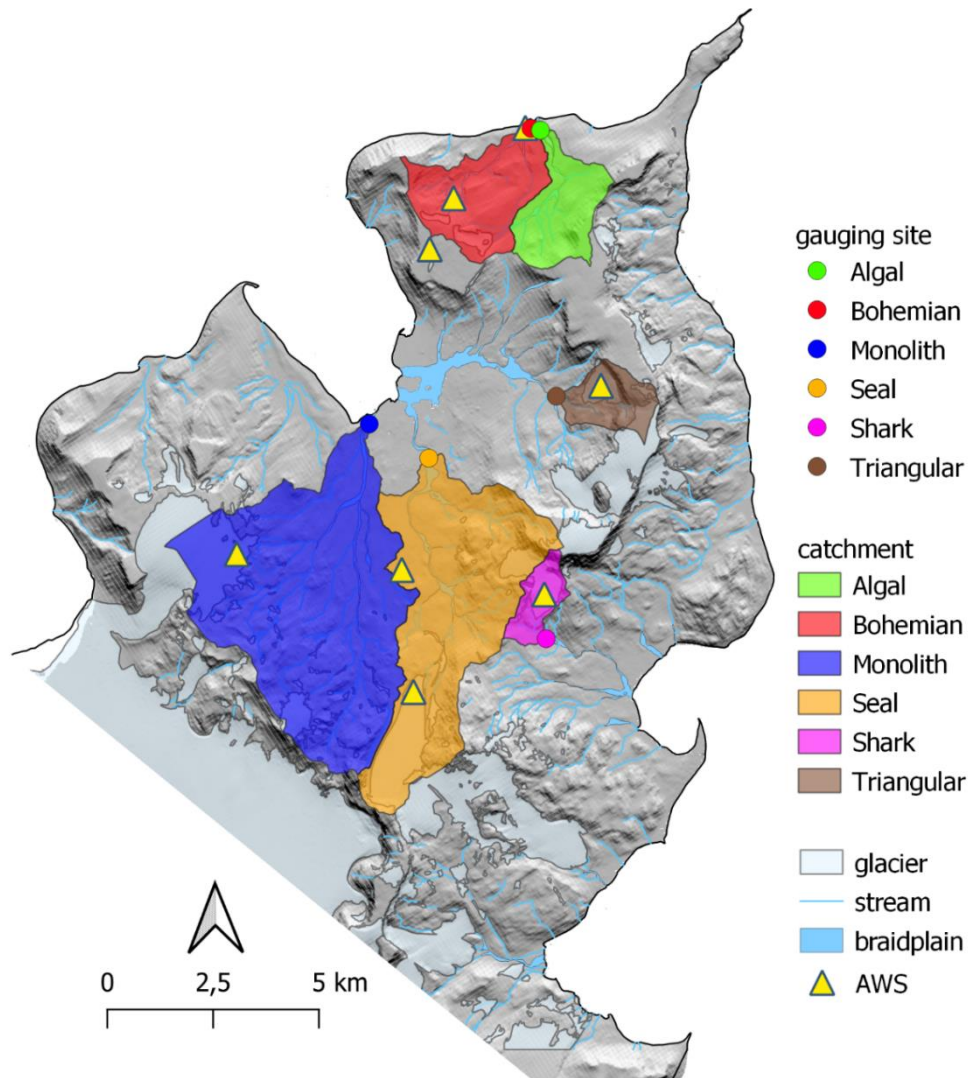 gauging site
Algal
Bohemian
Monolith
Seal
Shark
Triangular
catchment
Algal
Bohemian
Monolith
Seal
Shark
Triangular
glacier
stream
braidplain
AWS
0 2,5 5 km